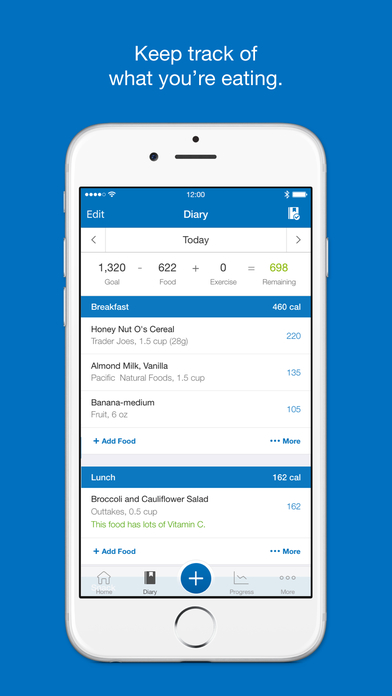 Keep track of
what you're eating.
12:00
Edit Diary
Today
1,320 - 622 + 0 = 698
Goal Food Exercise Remaining
Breakfast 460 cal
Honey Nut O's Cereal
Trader Joes, 1.5 cup (28g)
220
Almond Milk, Vanilla
Pacific Natural Foods, 1.5 cup
135
Banana-medium
Fruit, 6 oz
105
+ Add Food ••• More
Lunch 162 cal
Broccoli and Cauliflower Salad
Outtakes, 0.5 cup
This food has lots of Vitamin C.
162
+ Add Food ••• More
Home Diary + Progress More